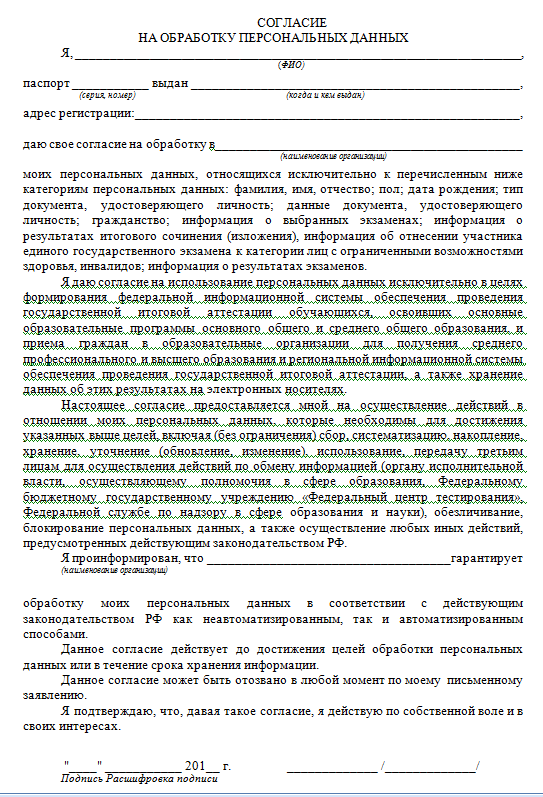 СОГЛАСИЕ
НА ОБРАБОТКУ ПЕРСОНАЛЬНЫХ ДАННЫХ
Я, ______________________________________________________________________,
(ФИО)
паспорт ____________ выдан ____________________________________________________,
(серия, номер) (когда и кем выдан)
адрес регистрации:_____________________________________________________________,
даю свое согласие на обработку в________________________________________________
(наименование организации)
моих персональных данных, относящихся исключительно к перечисленным ниже
категориям персональных данных: фамилия, имя, отчество; пол; дата рождения; тип
документа, удостоверяющего личность; данные документа, удостоверяющего
личность; гражданство; информация о выбранных экзаменах; информация о
результатах итогового сочинения (изложения), информация об отнесении участника
единого государственного экзамена к категории лиц с ограниченными возможностями
здоровья, инвалидов; информация о результатах экзаменов.
Я даю согласие на использование персональных данных исключительно в целях
формирования федеральной информационной системы обеспечения проведения
государственной итоговой аттестации обучающихся, освоивших основные
образовательные программы основного общего и среднего общего образования, и
приема граждан в образовательные организации для получения среднего
профессионального и высшего образования и региональной информационной системы
обеспечения проведения государственной итоговой аттестации, а также хранение
данных об этих результатах на электронных носителях.
Настоящее согласие предоставляется мной на осуществление действий в
отношении моих персональных данных, которые необходимы для достижения
указанных выше целей, включая (без ограничения) сбор, систематизацию, накопление,
хранение, уточнение (обновление, изменение), использование, передачу третьим
лицам для осуществления действий по обмену информацией (органу исполнительной
власти, осуществляющему полномочия в сфере образования, Федеральному
бюджетному государственному учреждению «Федеральный центр тестирования»,
Федеральной службе по надзору в сфере образования и науки), обезличивание,
блокирование персональных данных, а также осуществление любых иных действий,
предусмотренных действующим законодательством РФ.
Я проинформирован, что ______________________________________гарантирует
(наименование организации)
обработку моих персональных данных в соответствии с действующим
законодательством РФ как неавтоматизированным, так и автоматизированным
способами.
Данное согласие действует до достижения целей обработки персональных
данных или в течение срока хранения информации.
Данное согласие может быть отозвано в любой момент по моему письменному
заявлению.
Я подтверждаю, что, давая такое согласие, я действую по собственной воле и в
своих интересах.
"____" ____________ 201__ г. ______________ /______________/
Подпись Расшифровка подписи